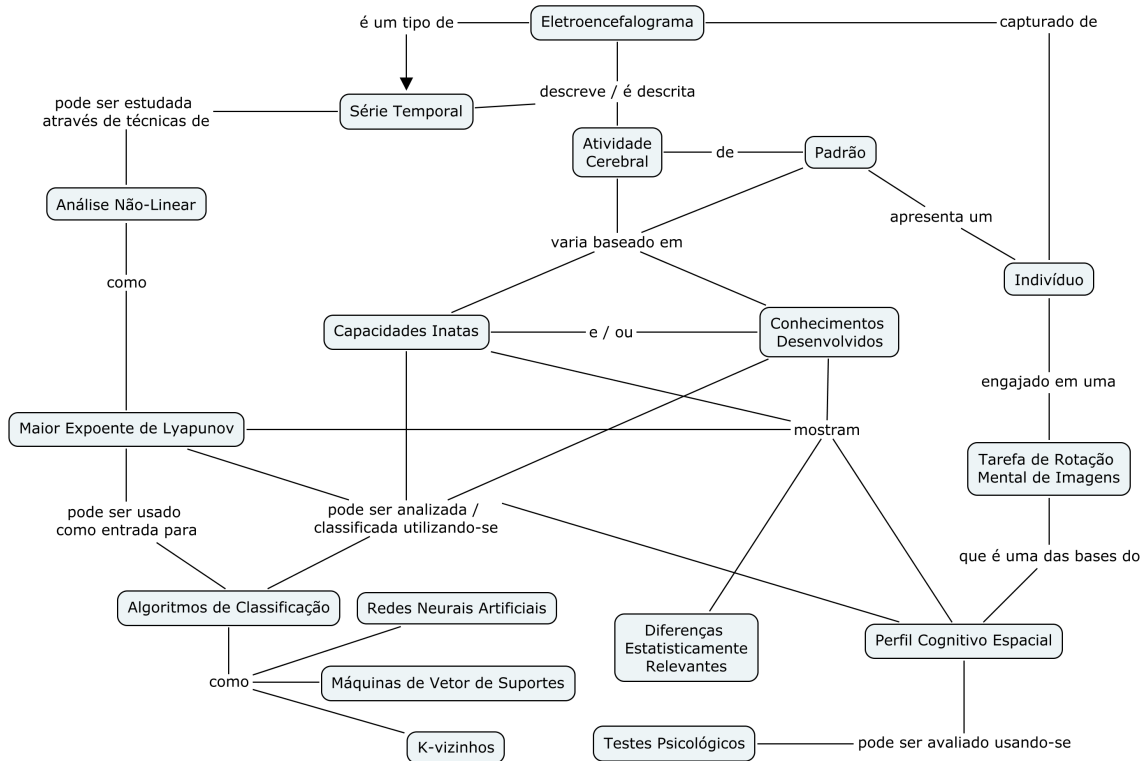 é um tipo de
Eletroencefalograma
capturado de
descreve / é descrita
pode ser estudada
através de técnicas de
Série Temporal
Atividade
Cerebral
de
Padrão
Análise Não-Linear
apresenta um
varia baseado em
Indivíduo
como
Capacidades Inatas
e / ou
Conhecimentos
Desenvolvidos
engajado em uma
Maior Expoente de Lyapunov
mostram
Tarefa de Rotação
Mental de Imagens
pode ser usado
como entrada para
pode ser analizada /
classificada utilizando-se
que é uma das bases do
Algoritmos de Classificação
Redes Neurais Artificiais
Diferenças
Estatisticamente
Relevantes
Perfil Cognitivo Espacial
como
Máquinas de Vetor de Suportes
K-vizinhos
Testes Psicológicos
pode ser avaliado usando-se